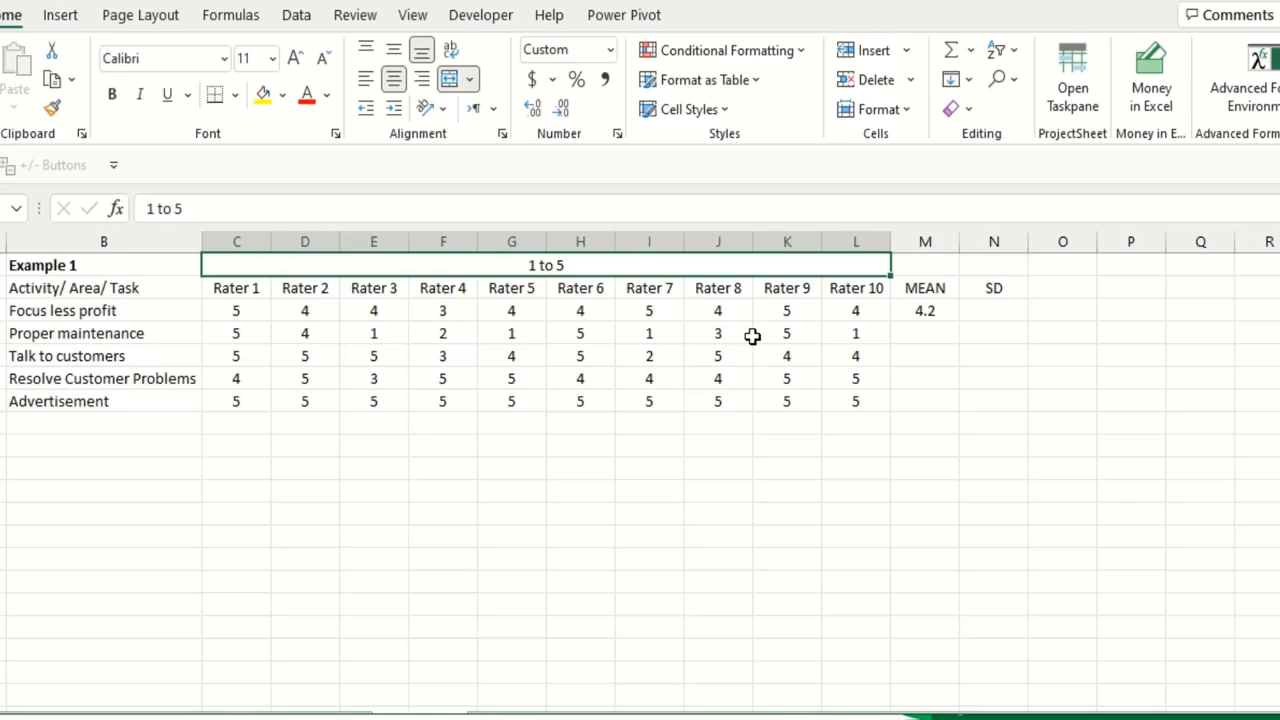 ome Insert Page Layout Formulas Data Review View Developer Help Power Pivot Comments
Calibri 11 Custom Conditional Formatting Insert
Paste B I U A $ % Format as Table Delete Open Taskpane Money in Excel Advanced For Environ
Cell Styles Format
Clipboard Font Alignment Number Styles Cells Editing ProjectSheet Money in E... Advanced Form
+/- Buttons
fx 1 to 5
B C D E F G H I J K L M N O P Q R
Example 1 1 to 5
Activity/ Area/ Task Rater 1 Rater 2 Rater 3 Rater 4 Rater 5 Rater 6 Rater 7 Rater 8 Rater 9 Rater 10 MEAN SD
Focus less profit 5 4 4 3 4 4 5 4 5 4 4.2
Proper maintenance 5 4 1 2 1 5 1 3 5 1
Talk to customers 5 5 5 3 4 5 2 5 4 4
Resolve Customer Problems 4 5 3 5 5 4 4 4 5 5
Advertisement 5 5 5 5 5 5 5 5 5 5